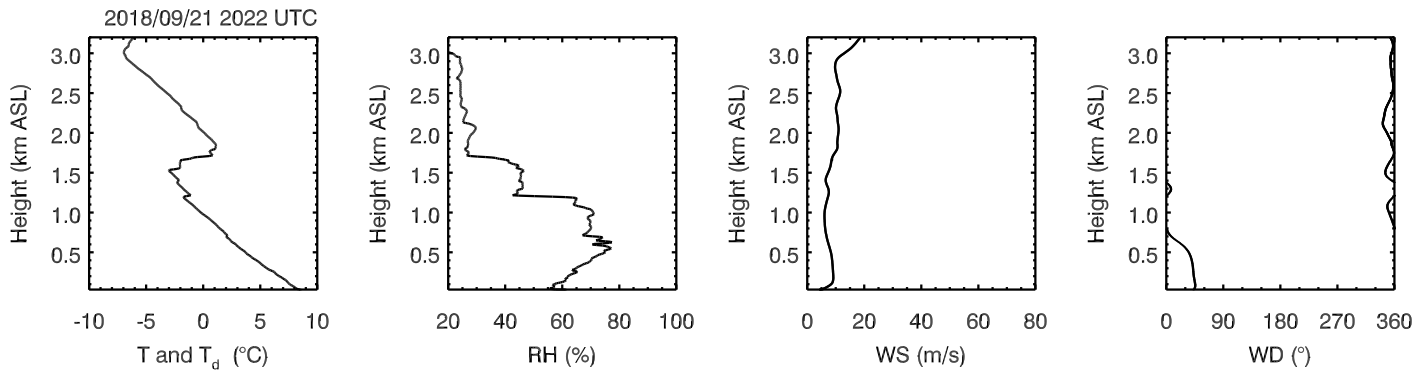 2018/09/21 2022 UTC
Height (km ASL)
3.0
2.5
2.0
1.5
1.0
0.5
-10 -5 0 5 10
T and Td (°C)
Height (km ASL)
3.0
2.5
2.0
1.5
1.0
0.5
20 40 60 80 100
RH (%)
Height (km ASL)
3.0
2.5
2.0
1.5
1.0
0.5
0 20 40 60 80
WS (m/s)
Height (km ASL)
3.0
2.5
2.0
1.5
1.0
0.5
0 90 180 270 360
WD (°)